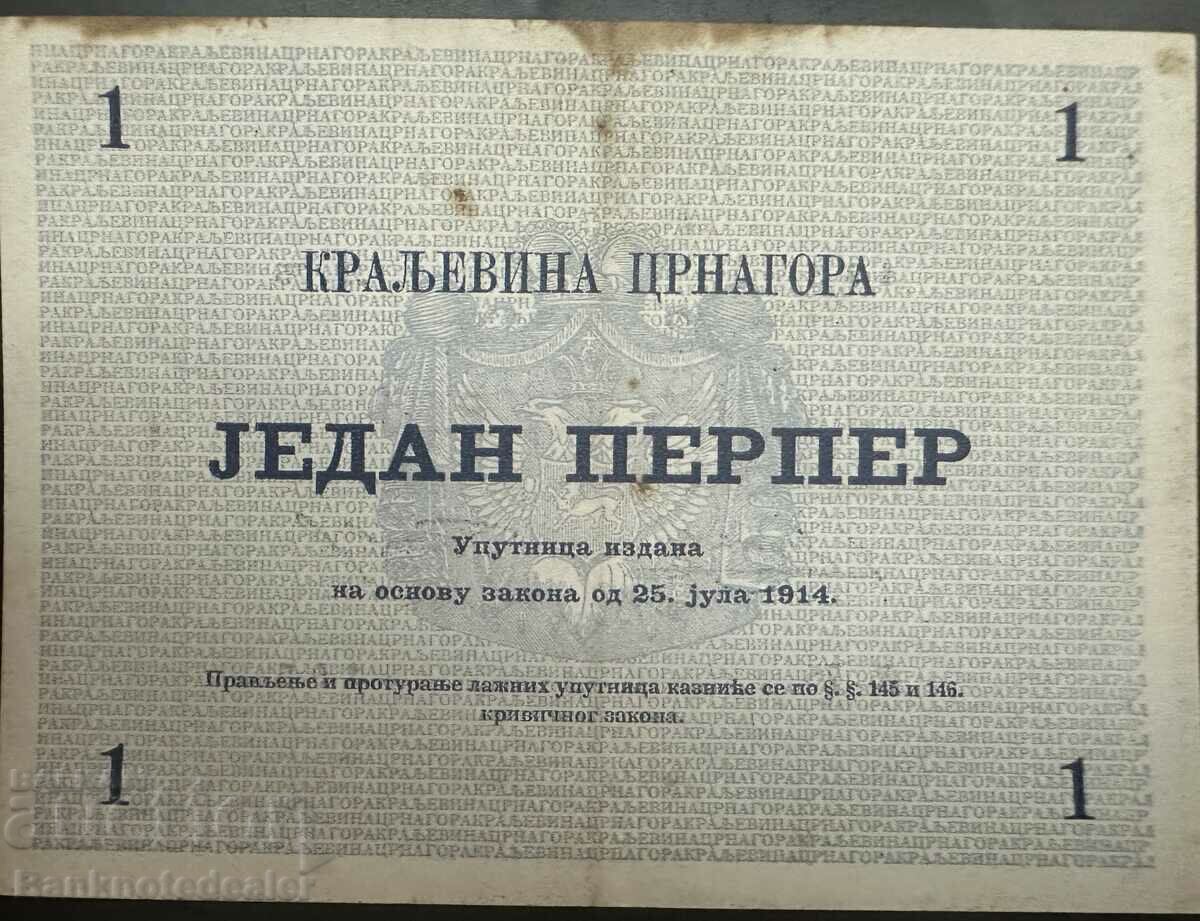 1 1
КРАЉЕВИНА ЦРНАГОРА
ЈЕДАН ПЕРПЕР
Упутница издана
на основу закона од 25. јула 1914.
Прављење и протурање лажних упутница казниће се по §. §. 145 и 146.
кривичног закона.
1 1
Banknotedealer